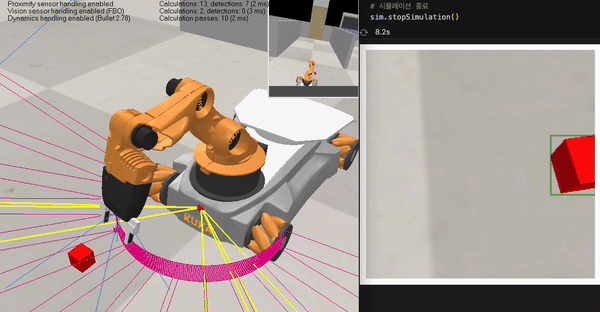 Proximity sensor handling enabled Calculations: 13, detections: 7 (2 ms)
Vision sensor handling enabled (FBO) Calculations: 2, detections: 0 (3 ms)
Dynamics handling enabled (Bullet 2.78) Calculation passes: 10 (2 ms)
KUKA
# 시뮬레이션 종료
sim.stopSimulation()
8.2s